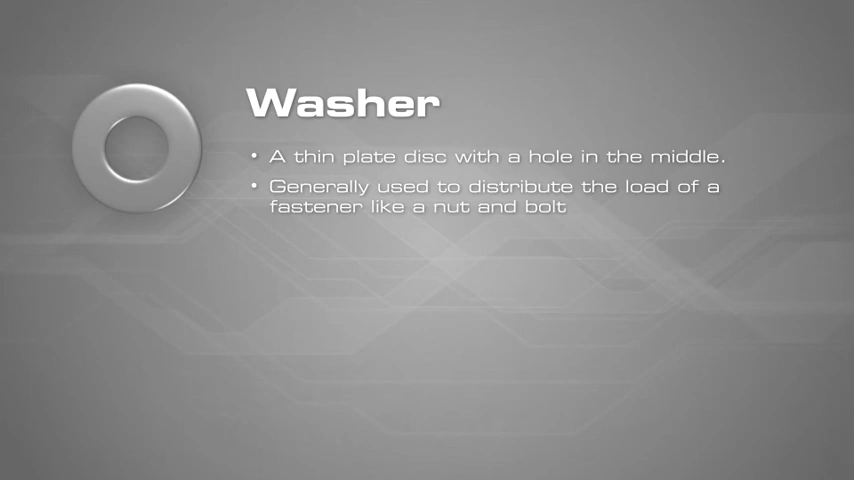 Washer
• A thin plate disc with a hole in the middle.
• Generally used to distribute the load of a
fastener like a nut and bolt